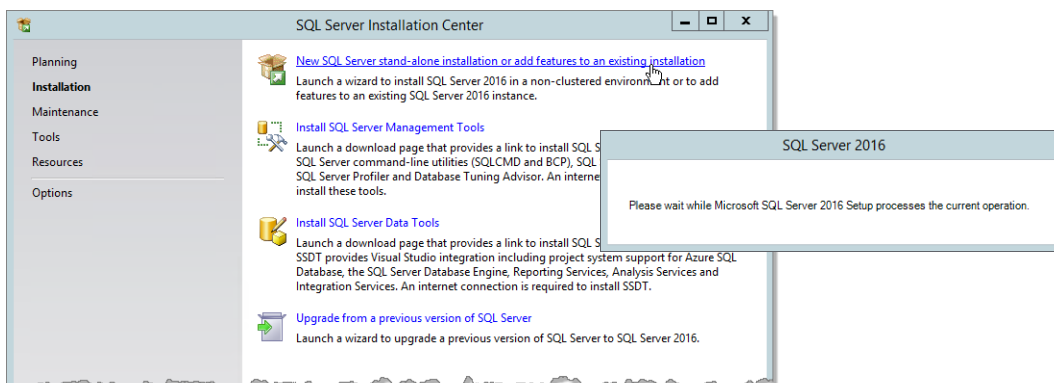 SQL Server Installation Center
Planning
Installation
Maintenance
Tools
Resources
Options
New SQL Server stand-alone installation or add features to an existing installation
Launch a wizard to install SQL Server 2016 in a non-clustered environment or to add
features to an existing SQL Server 2016 instance.
Install SQL Server Management Tools
Launch a download page that provides a link to install SQL S
SQL Server command-line utilities (SQLCMD and BCP), SQL
SQL Server Profiler and Database Tuning Advisor. An interne
install these tools.
Install SQL Server Data Tools
Launch a download page that provides a link to install SQL S
SSDT provides Visual Studio integration including project system support for Azure SQL
Database, the SQL Server Database Engine, Reporting Services, Analysis Services and
Integration Services. An internet connection is required to install SSDT.
Upgrade from a previous version of SQL Server
Launch a wizard to upgrade a previous version of SQL Server to SQL Server 2016.
SQL Server 2016
Please wait while Microsoft SQL Server 2016 Setup processes the current operation.